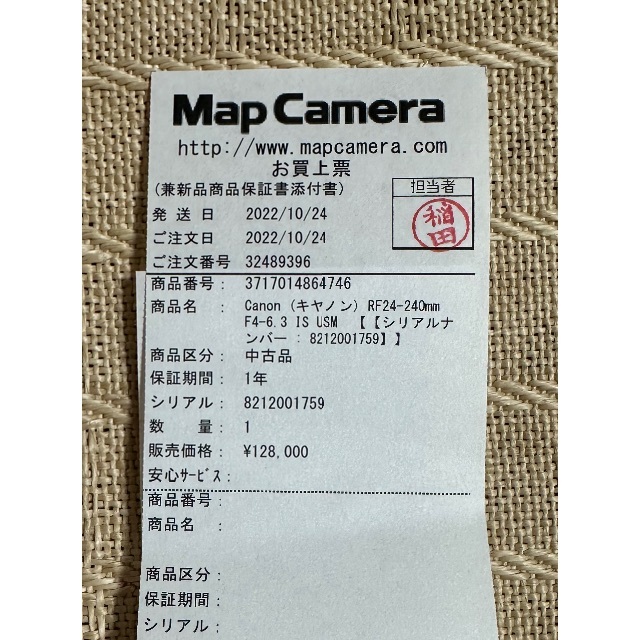 Map Camera
http://www.mapcamera.com
お買上票
(兼新品商品保証書添付書)
担当者
稲田
発 送 日 2022/10/24
ご注文日 2022/10/24
ご注文番号 32489396
商品番号: 3717014864746
商品名 : Canon (キヤノン) RF24-240mm
F4-6.3 IS USM 【【シリアルナ
ンバー : 8212001759】】
商品区分: 中古品
保証期間: 1年
シリアル: 8212001759
数 量: 1
販売価格: ¥128,000
安心ｻｰﾋﾞｽ:
商品番号:
商品名 :
商品区分:
保証期間:
シリアル: